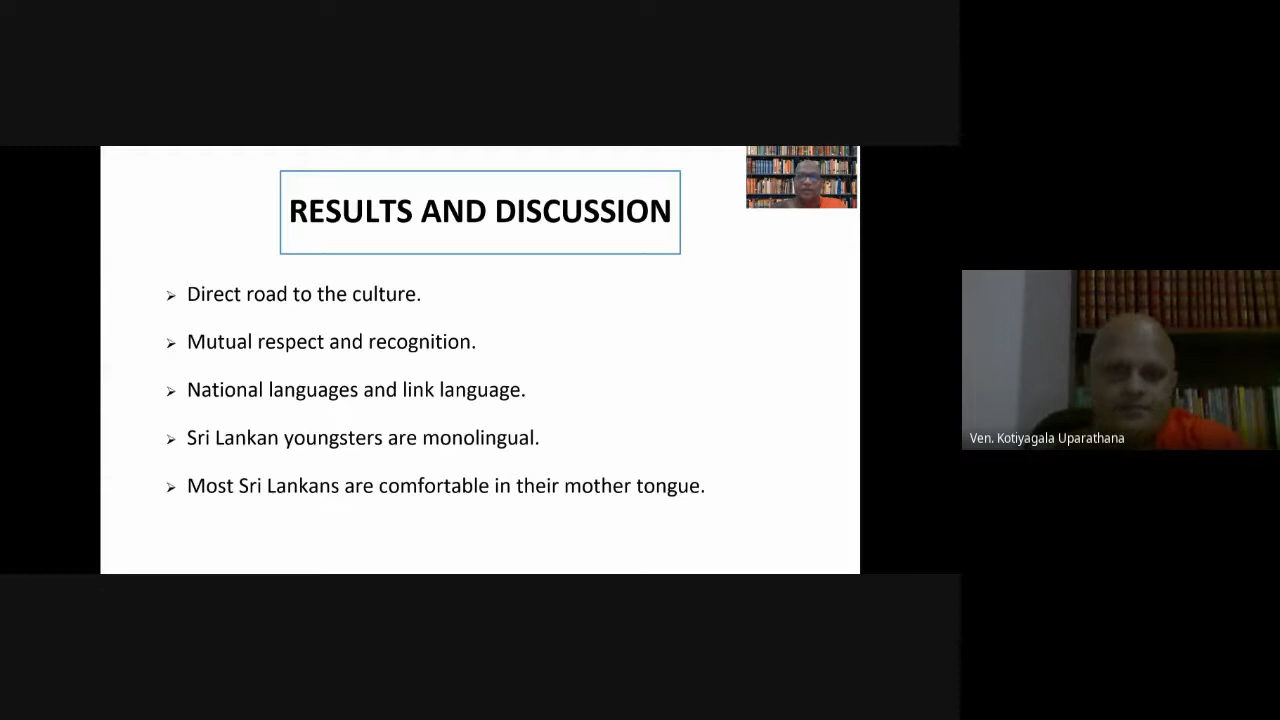 RESULTS AND DISCUSSION
➢ Direct road to the culture.
➢ Mutual respect and recognition.
➢ National languages and link language.
➢ Sri Lankan youngsters are monolingual.
➢ Most Sri Lankans are comfortable in their mother tongue.
Ven. Kotiyagala Uparathana